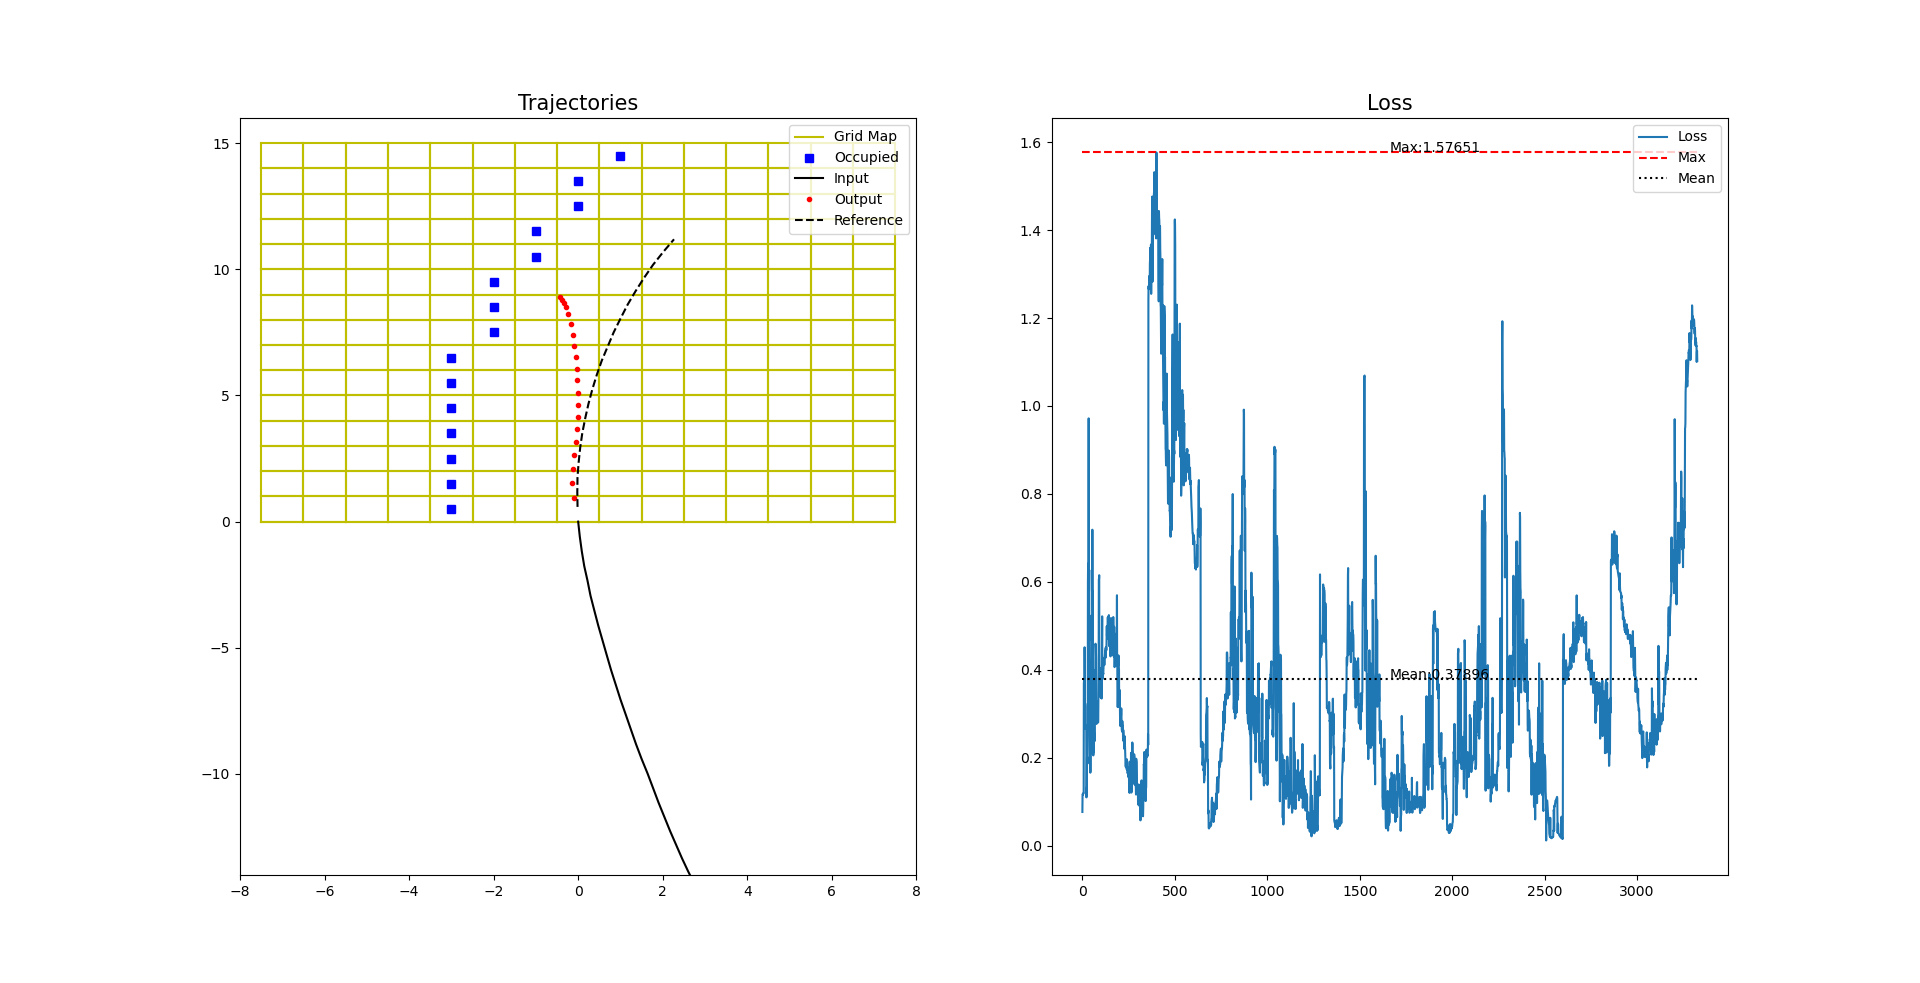 Trajectories
15
10
5
0
−5
−10
−8
−6
−4
−2
0
2
4
6
8
Grid Map
Occupied
Input
Output
Reference
Loss
1.6
1.4
1.2
1.0
0.8
0.6
0.4
0.2
0.0
0
500
1000
1500
2000
2500
3000
Max:1.57651
Mean:0.37896
Loss
Max
Mean